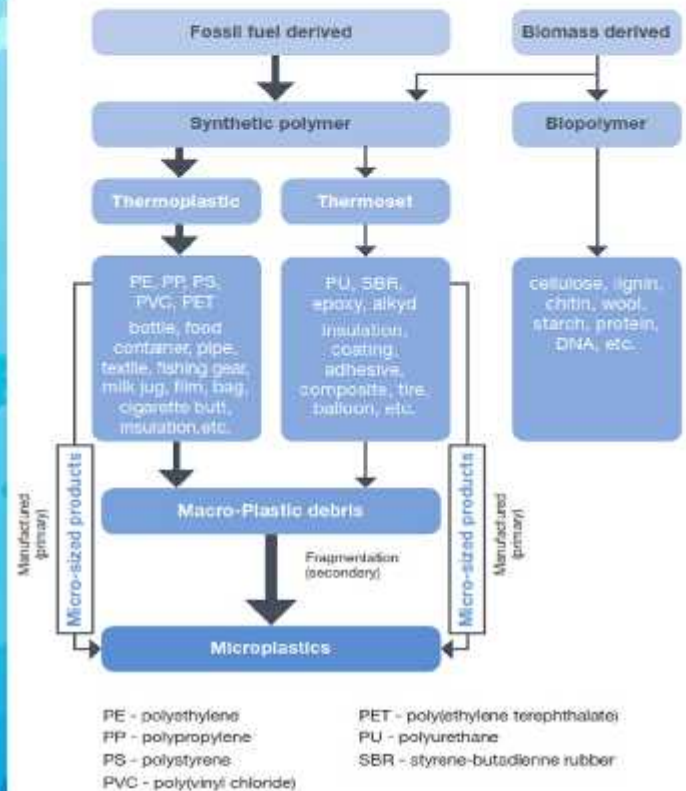 Fossil fuel derived
Biomass derived
Synthetic polymer
Biopolymer
Thermoplastic
Thermoset
PE, PP, PS,
PVC, PET
bottle, food
container, pipe,
textile, fishing gear,
milk jug, film, bag,
cigarette butt,
insulation,etc.
PU, SBR,
epoxy, alkyd
insulation,
coating,
adhesive,
composite, tire,
balloon, etc.
cellulose, lignin,
chitin, wool,
starch, protein,
DNA, etc.
Manufactured
(primary)
Micro-sized products
Macro-Plastic debris
Fragmentation
(secondery)
Micro-sized products
Manufactured
(primary)
Microplastics
PE - polyethylene
PP - polypropylene
PS - polystyrene
PVC - poly(vinyl chloride)
PET - poly(ethylene terephthalate)
PU - polyurethane
SBR - styrene-butadienne rubber